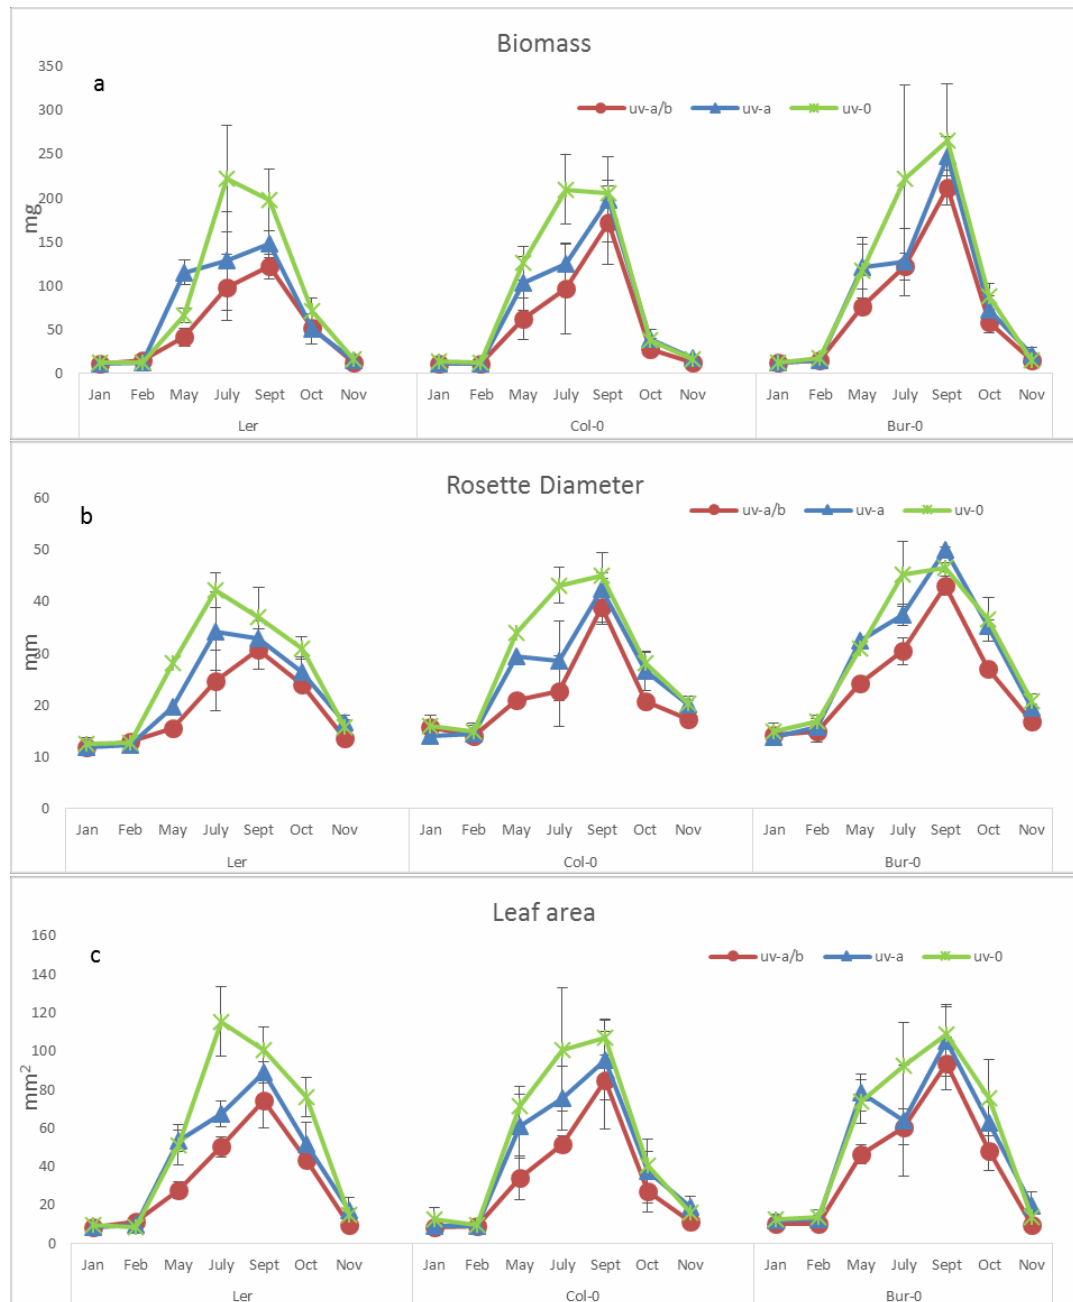 Biomass
a
uv-a/b uv-a uv-0
mg
350
300
250
200
150
100
50
0
Jan Feb May July Sept Oct Nov Jan Feb May July Sept Oct Nov Jan Feb May July Sept Oct Nov
Ler Col-0 Bur-0
Rosette Diameter
b
uv-a/b uv-a uv-0
mm
60
50
40
30
20
10
0
Jan Feb May July Sept Oct Nov Jan Feb May July Sept Oct Nov Jan Feb May July Sept Oct Nov
Ler Col-0 Bur-0
Leaf area
c
uv-a/b uv-a uv-0
mm²
160
140
120
100
80
60
40
20
0
Jan Feb May July Sept Oct Nov Jan Feb May July Sept Oct Nov Jan Feb May July Sept Oct Nov
Ler Col-0 Bur-0